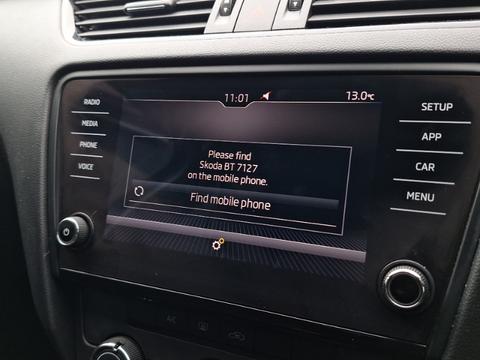 RADIO
MEDIA
PHONE
VOICE
11:01
13.0°C
Please find
Skoda BT 7127
on the mobile phone.
Find mobile phone
SETUP
APP
CAR
MENU
A/C